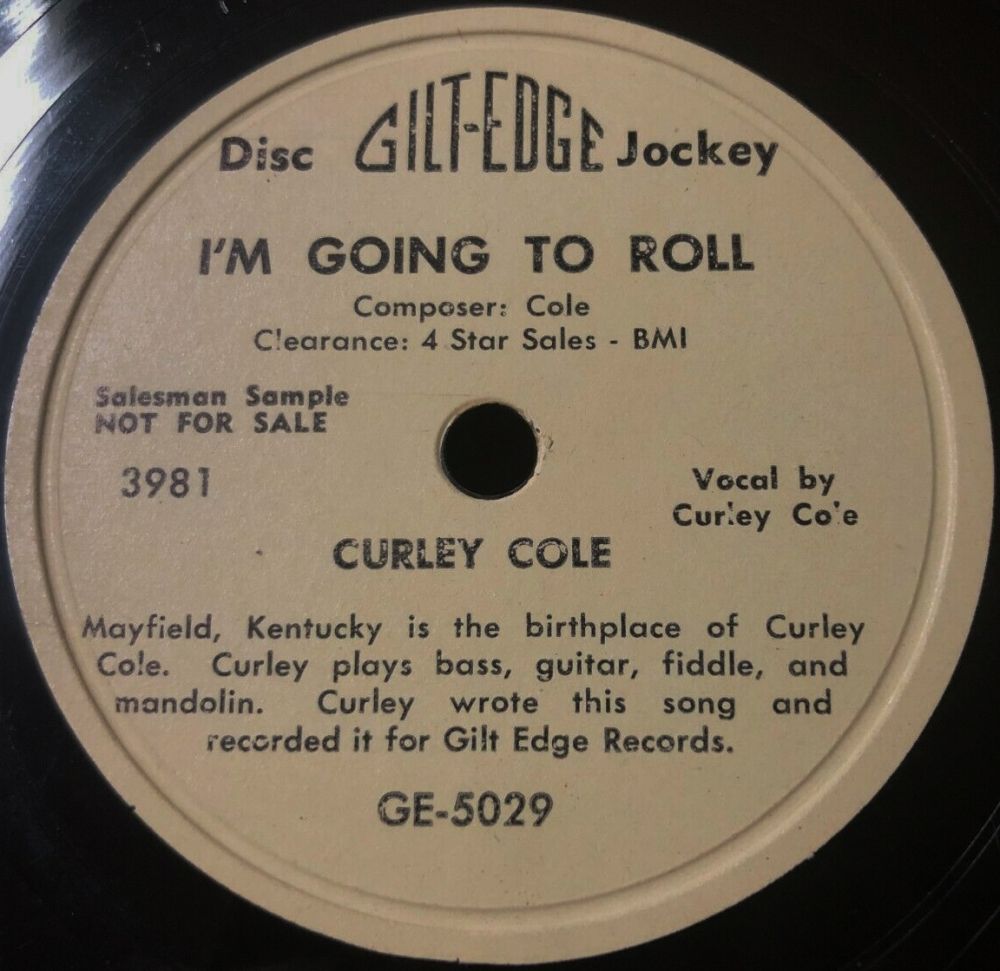 Disc GILT-EDGE Jockey
I'M GOING TO ROLL
Composer: Cole
Clearance: 4 Star Sales - BMI
Salesman Sample
NOT FOR SALE
3981
Vocal by
Curley Cole
CURLEY COLE
Mayfield, Kentucky is the birthplace of Curley
Cole. Curley plays bass, guitar, fiddle, and
mandolin. Curley wrote this song and
recorded it for Gilt Edge Records.
GE-5029